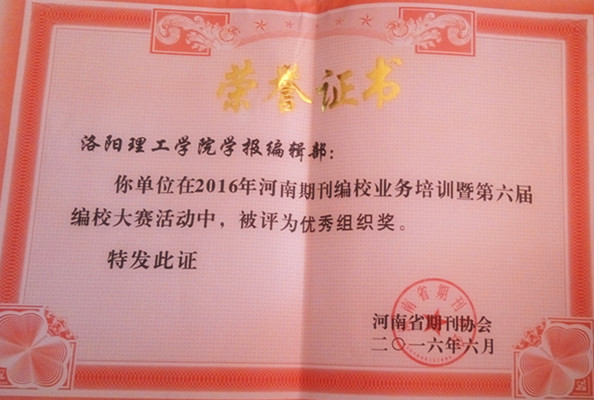 荣誉证书
洛阳理工学院学报编辑部：
你单位在2016年河南期刊编校业务培训暨第六届
编校大赛活动中，被评为优秀组织奖。
特发此证
河南省期刊协会
二〇一六年六月